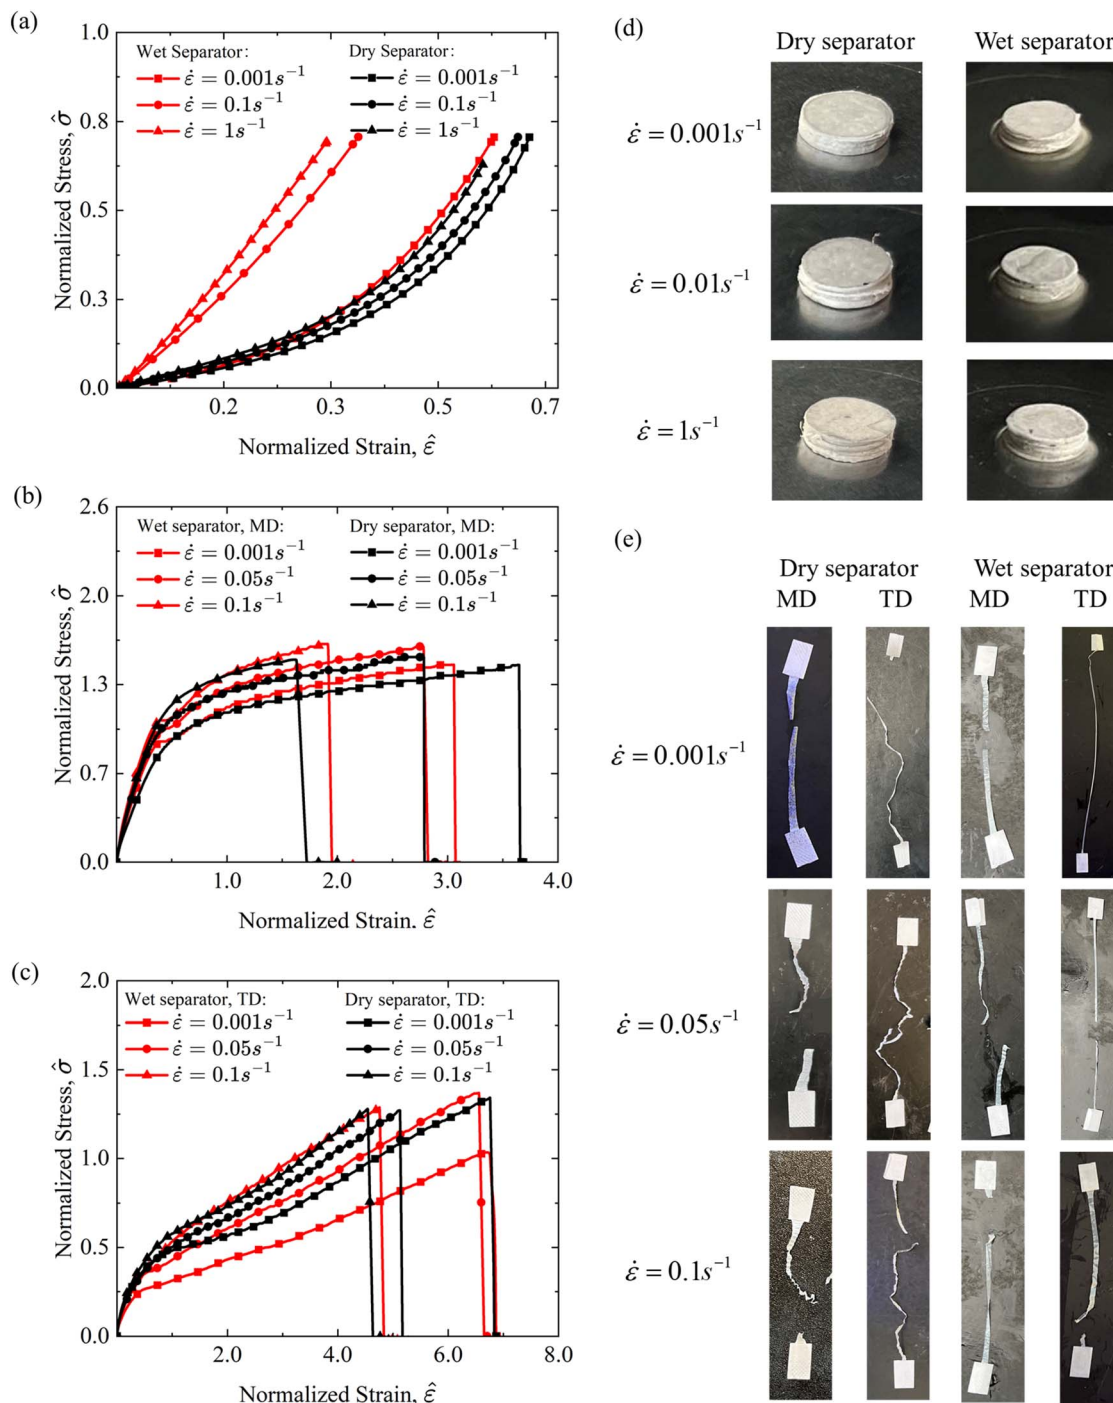 (a)
Wet Separator:
ε̇ = 0.001s⁻¹
ε̇ = 0.1s⁻¹
ε̇ = 1s⁻¹
Dry Separator:
ε̇ = 0.001s⁻¹
ε̇ = 0.1s⁻¹
ε̇ = 1s⁻¹
Normalized Stress, σ̂
1.0
0.8
0.5
0.3
0.0
0.2
0.3
0.5
0.7
Normalized Strain, ε̂
(b)
Wet separator, MD:
ε̇ = 0.001s⁻¹
ε̇ = 0.05s⁻¹
ε̇ = 0.1s⁻¹
Dry separator, MD:
ε̇ = 0.001s⁻¹
ε̇ = 0.05s⁻¹
ε̇ = 0.1s⁻¹
Normalized Stress, σ̂
2.6
2.0
1.3
0.7
0.0
1.0
2.0
3.0
4.0
Normalized Strain, ε̂
(c)
Wet separator, TD:
ε̇ = 0.001s⁻¹
ε̇ = 0.05s⁻¹
ε̇ = 0.1s⁻¹
Dry separator, TD:
ε̇ = 0.001s⁻¹
ε̇ = 0.05s⁻¹
ε̇ = 0.1s⁻¹
Normalized Stress, σ̂
2.0
1.5
1.0
0.5
0.0
2.0
4.0
6.0
8.0
Normalized Strain, ε̂
(d)
Dry separator Wet separator
ε̇ = 0.001s⁻¹
ε̇ = 0.01s⁻¹
ε̇ = 1s⁻¹
(e)
Dry separator Wet separator
MD TD MD TD
ε̇ = 0.001s⁻¹
ε̇ = 0.05s⁻¹
ε̇ = 0.1s⁻¹